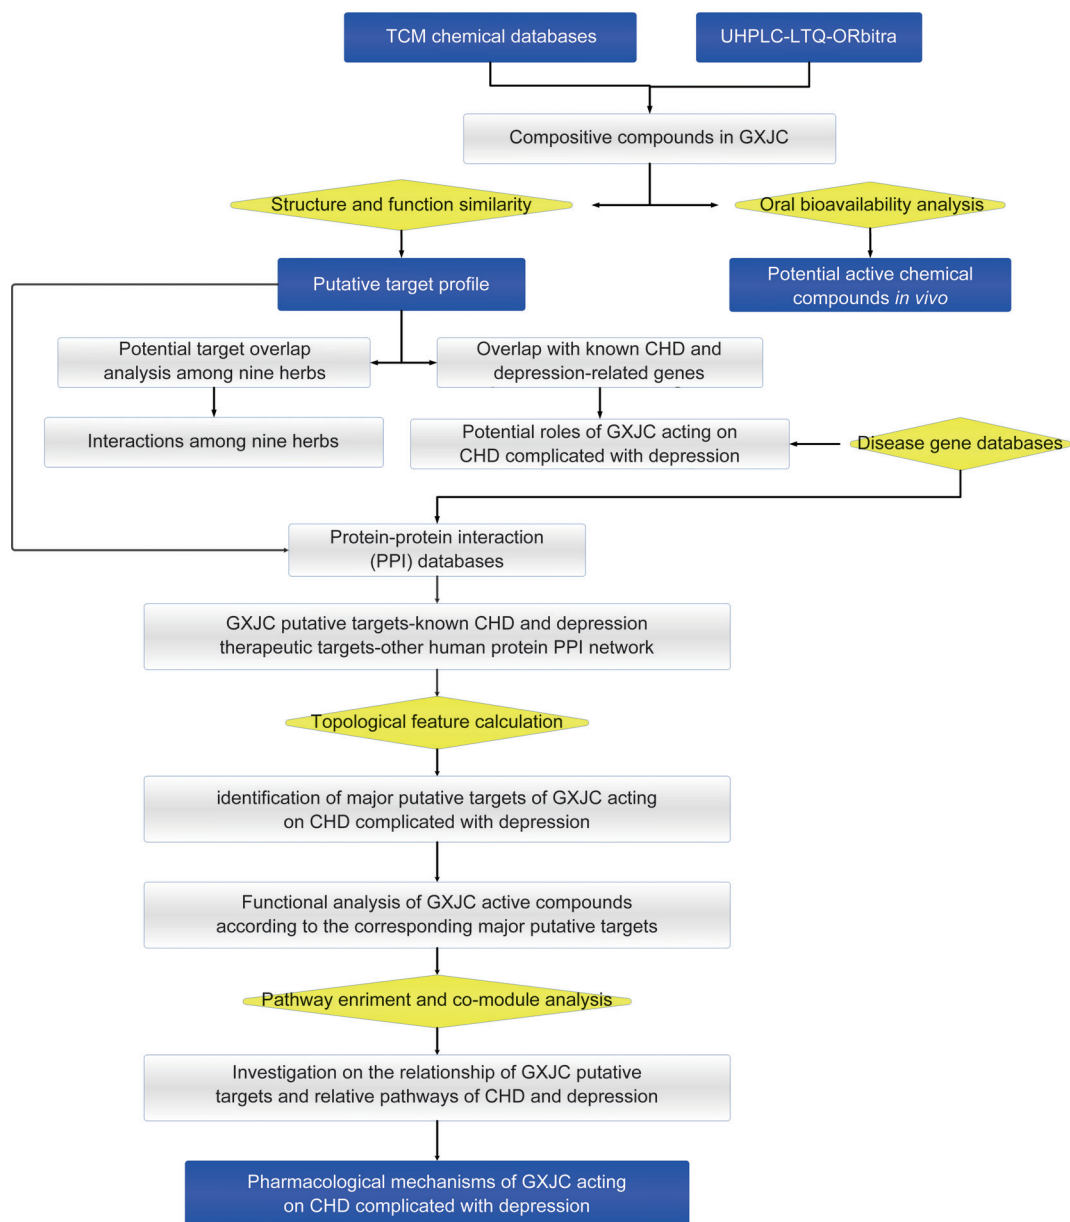 TCM chemical databases
UHPLC-LTQ-ORbitra
Compositive compounds in GXJC
Structure and function similarity
Oral bioavailability analysis
Putative target profile
Potential active chemical
compounds in vivo
Potential target overlap
analysis among nine herbs
Overlap with known CHD and
depression-related genes
Interactions among nine herbs
Potential roles of GXJC acting on
CHD complicated with depression
Disease gene databases
Protein-protein interaction
(PPI) databases
GXJC putative targets-known CHD and depression
therapeutic targets-other human protein PPI network
Topological feature calculation
identification of major putative targets of GXJC acting
on CHD complicated with depression
Functional analysis of GXJC active compounds
according to the corresponding major putative targets
Pathway enriment and co-module analysis
Investigation on the relationship of GXJC putative
targets and relative pathways of CHD and depression
Pharmacological mechanisms of GXJC acting
on CHD complicated with depression